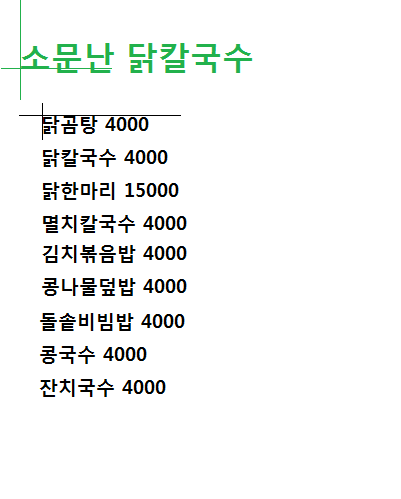 소문난 닭칼국수
닭곰탕 4000
닭칼국수 4000
닭한마리 15000
멸치칼국수 4000
김치볶음밥 4000
콩나물덮밥 4000
돌솥비빔밥 4000
콩국수 4000
잔치국수 4000